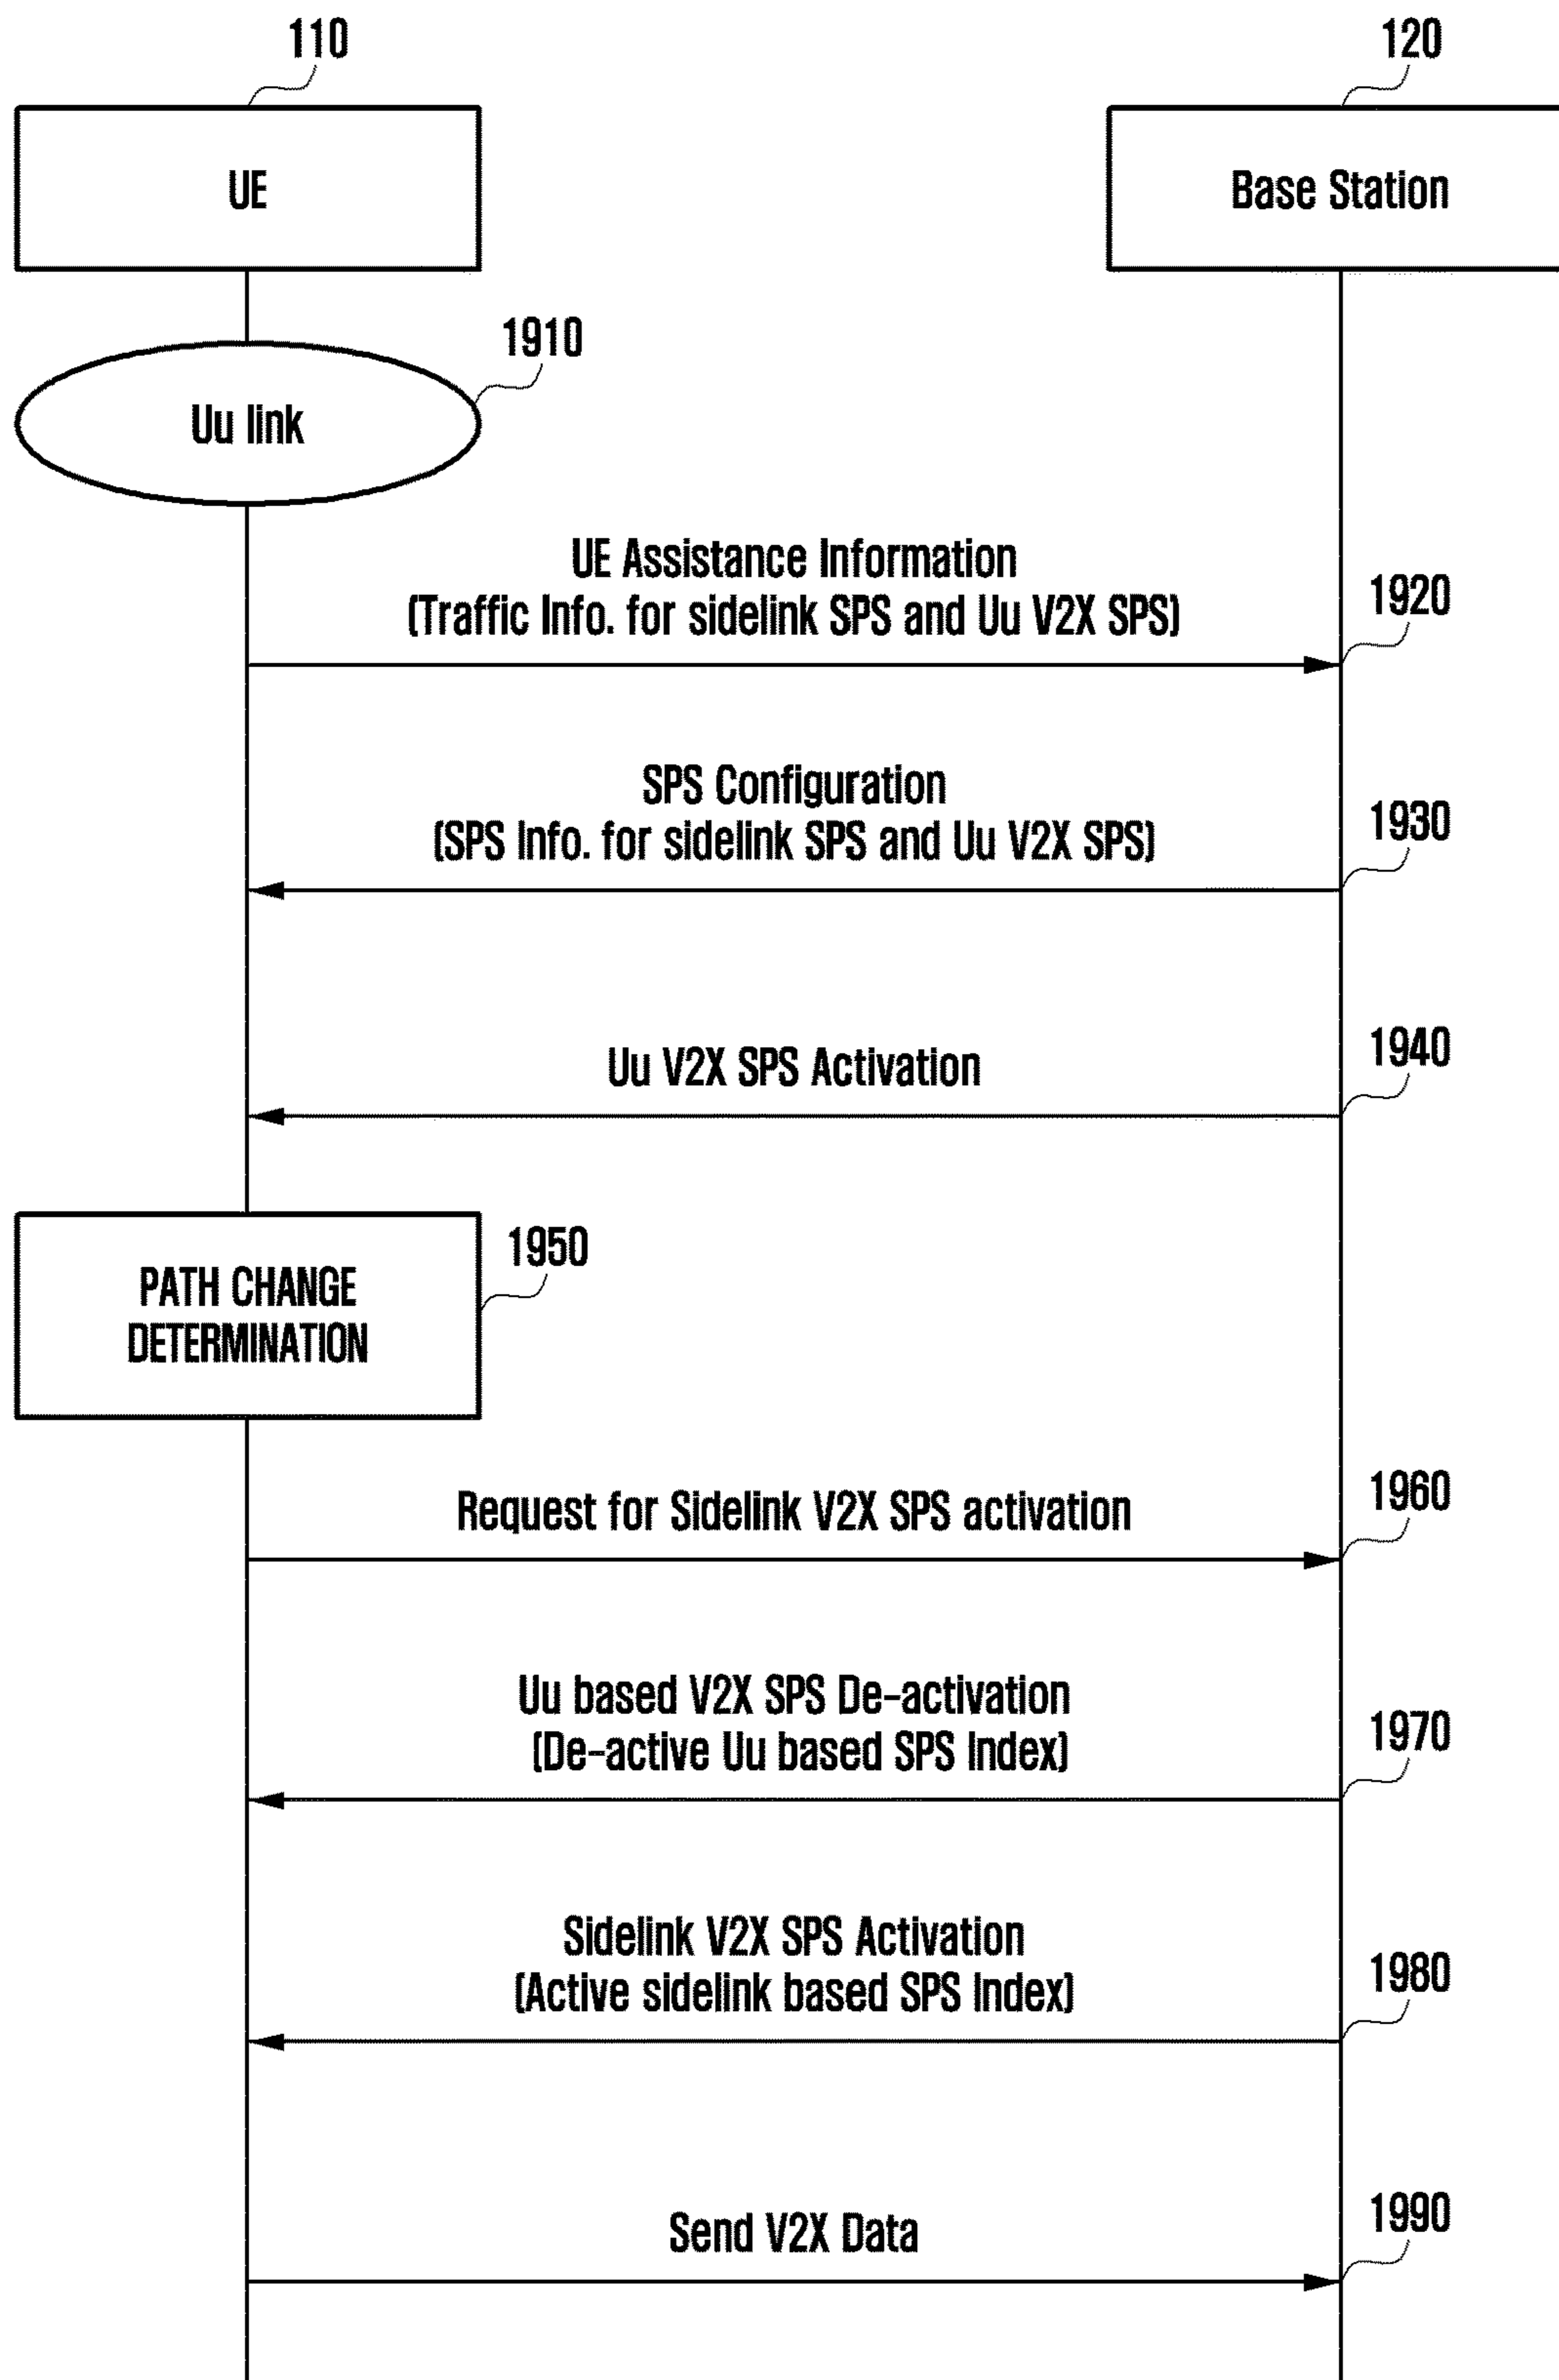 110
120
UE
Base Station
1910
Uu link
UE Assistance Information
(Traffic Info. for sidelink SPS and Uu V2X SPS)
1920
SPS Configuration
(SPS Info. for sidelink SPS and Uu V2X SPS)
1930
Uu V2X SPS Activation
1940
PATH CHANGE
DETERMINATION
1950
Request for Sidelink V2X SPS activation
1960
Uu based V2X SPS De-activation
(De-active Uu based SPS Index)
1970
Sidelink V2X SPS Activation
(Active sidelink based SPS Index)
1980
Send V2X Data
1990